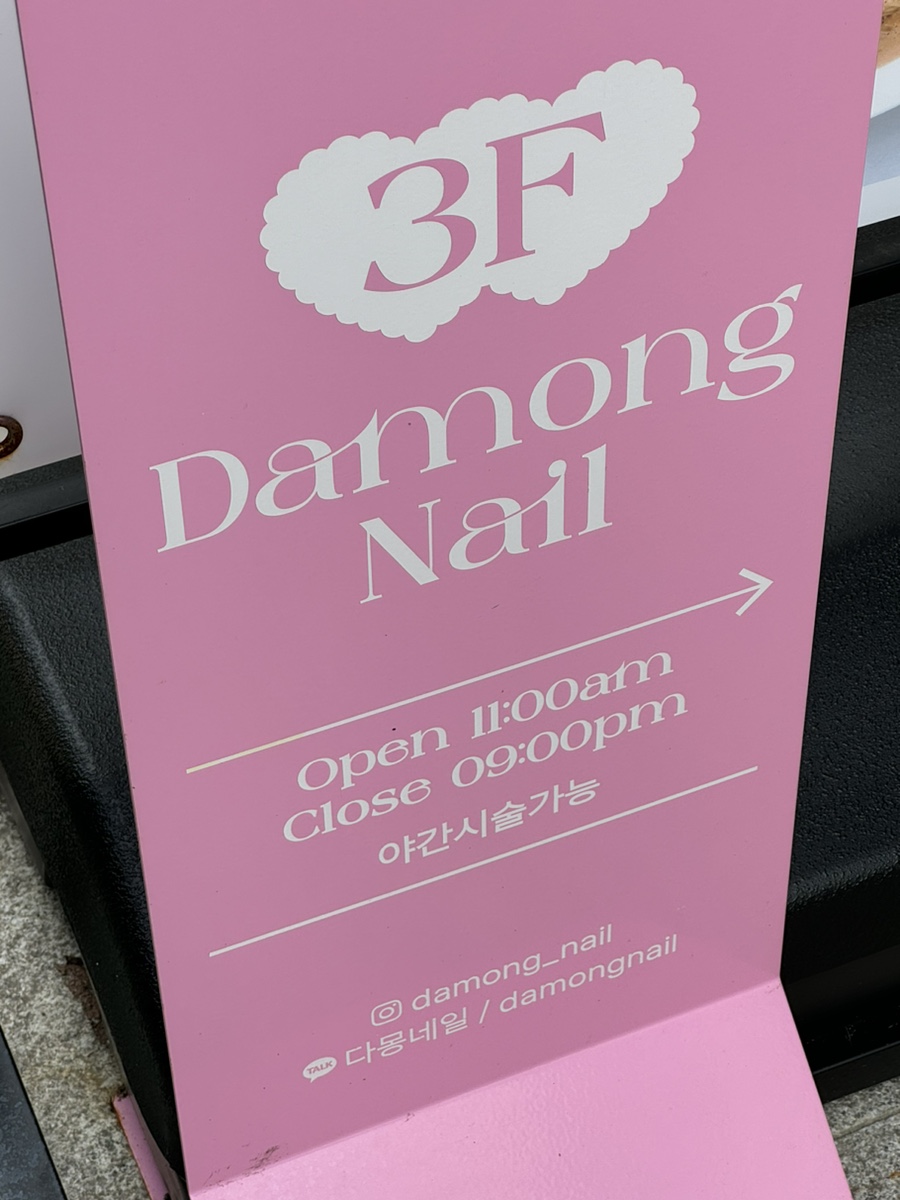 3F
Damong
Nail
Open 11:00am
Close 09:00pm
야간시술가능
damong_nail
TALK 다몽네일 / damongnail